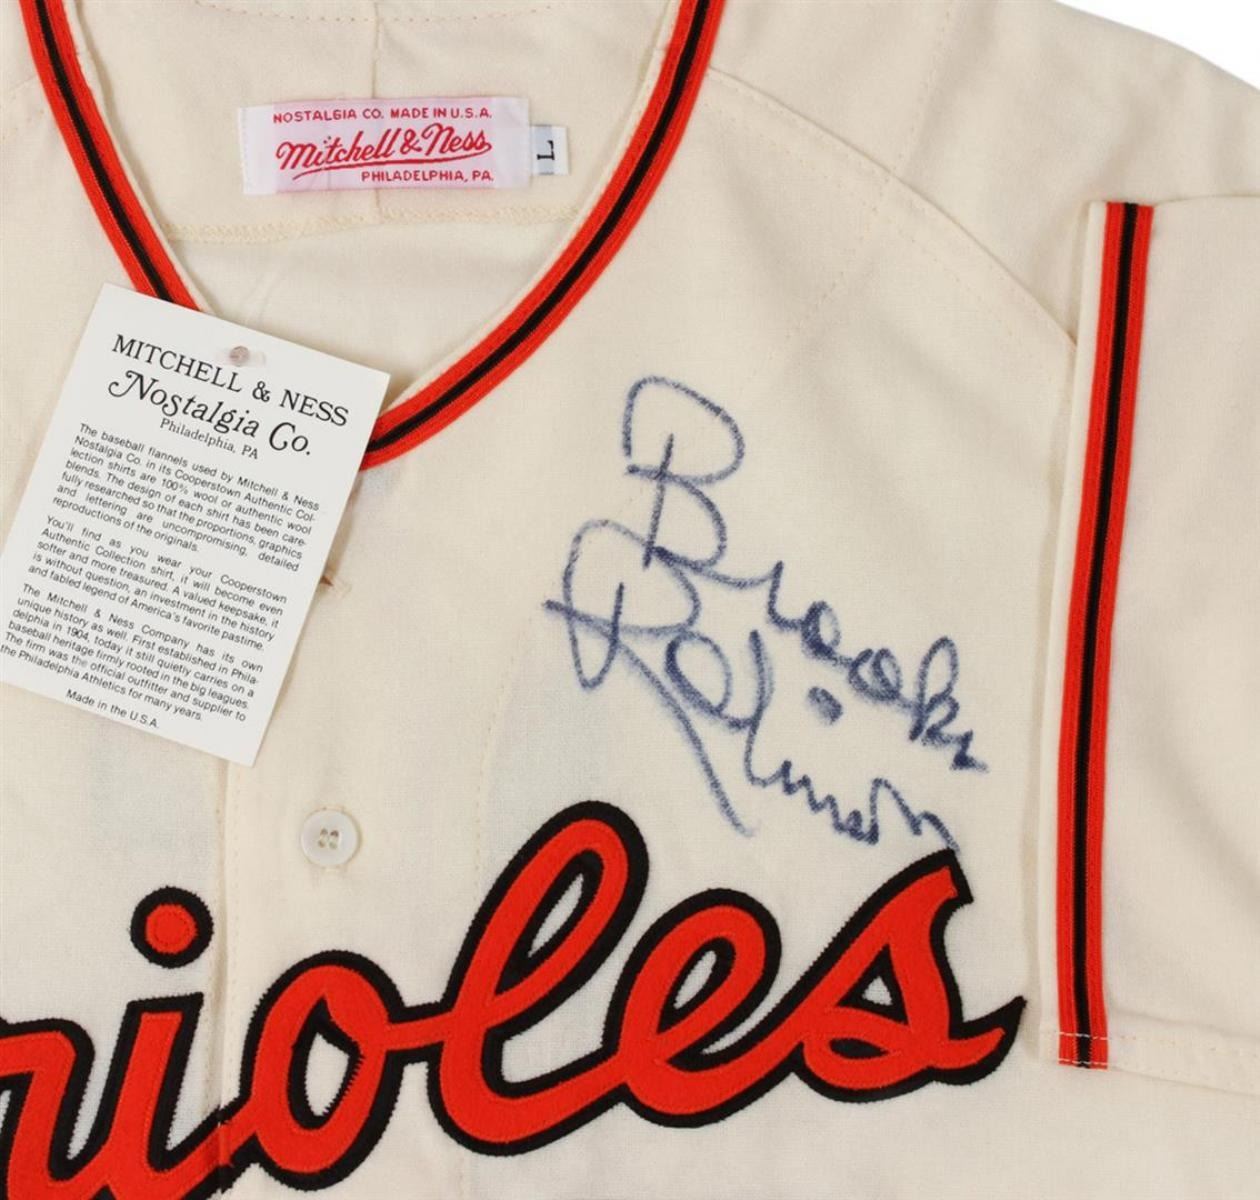 NOSTALGIA CO. MADE IN U.S.A.
Mitchell & Ness
PHILADELPHIA, PA.
L
MITCHELL & NESS
Nostalgia Co.
Philadelphia, PA
The baseball flannels used by Mitchell & Ness
Nostalgia Co. in its Cooperstown Authentic Col-
lection shirts are 100% wool or authentic wool
blends. The design of each shirt has been care-
fully researched so that the proportions, graphics
and lettering are uncompromising, detailed
reproductions of the originals.
You'll find as you wear your Cooperstown
Authentic Collection shirt, it will become even
softer and more treasured. A valued keepsake, it
is without question, an investment in the history
and fabled legend of America's favorite pastime.
The Mitchell & Ness Company has its own
unique history as well. First established in Phila-
delphia in 1904, today it still quietly carries on a
baseball heritage firmly rooted in the big leagues.
The firm was the official outfitter and supplier to
the Philadelphia Athletics for many years.
Made in the U.S.A.
Brooks
Robinson
rioles